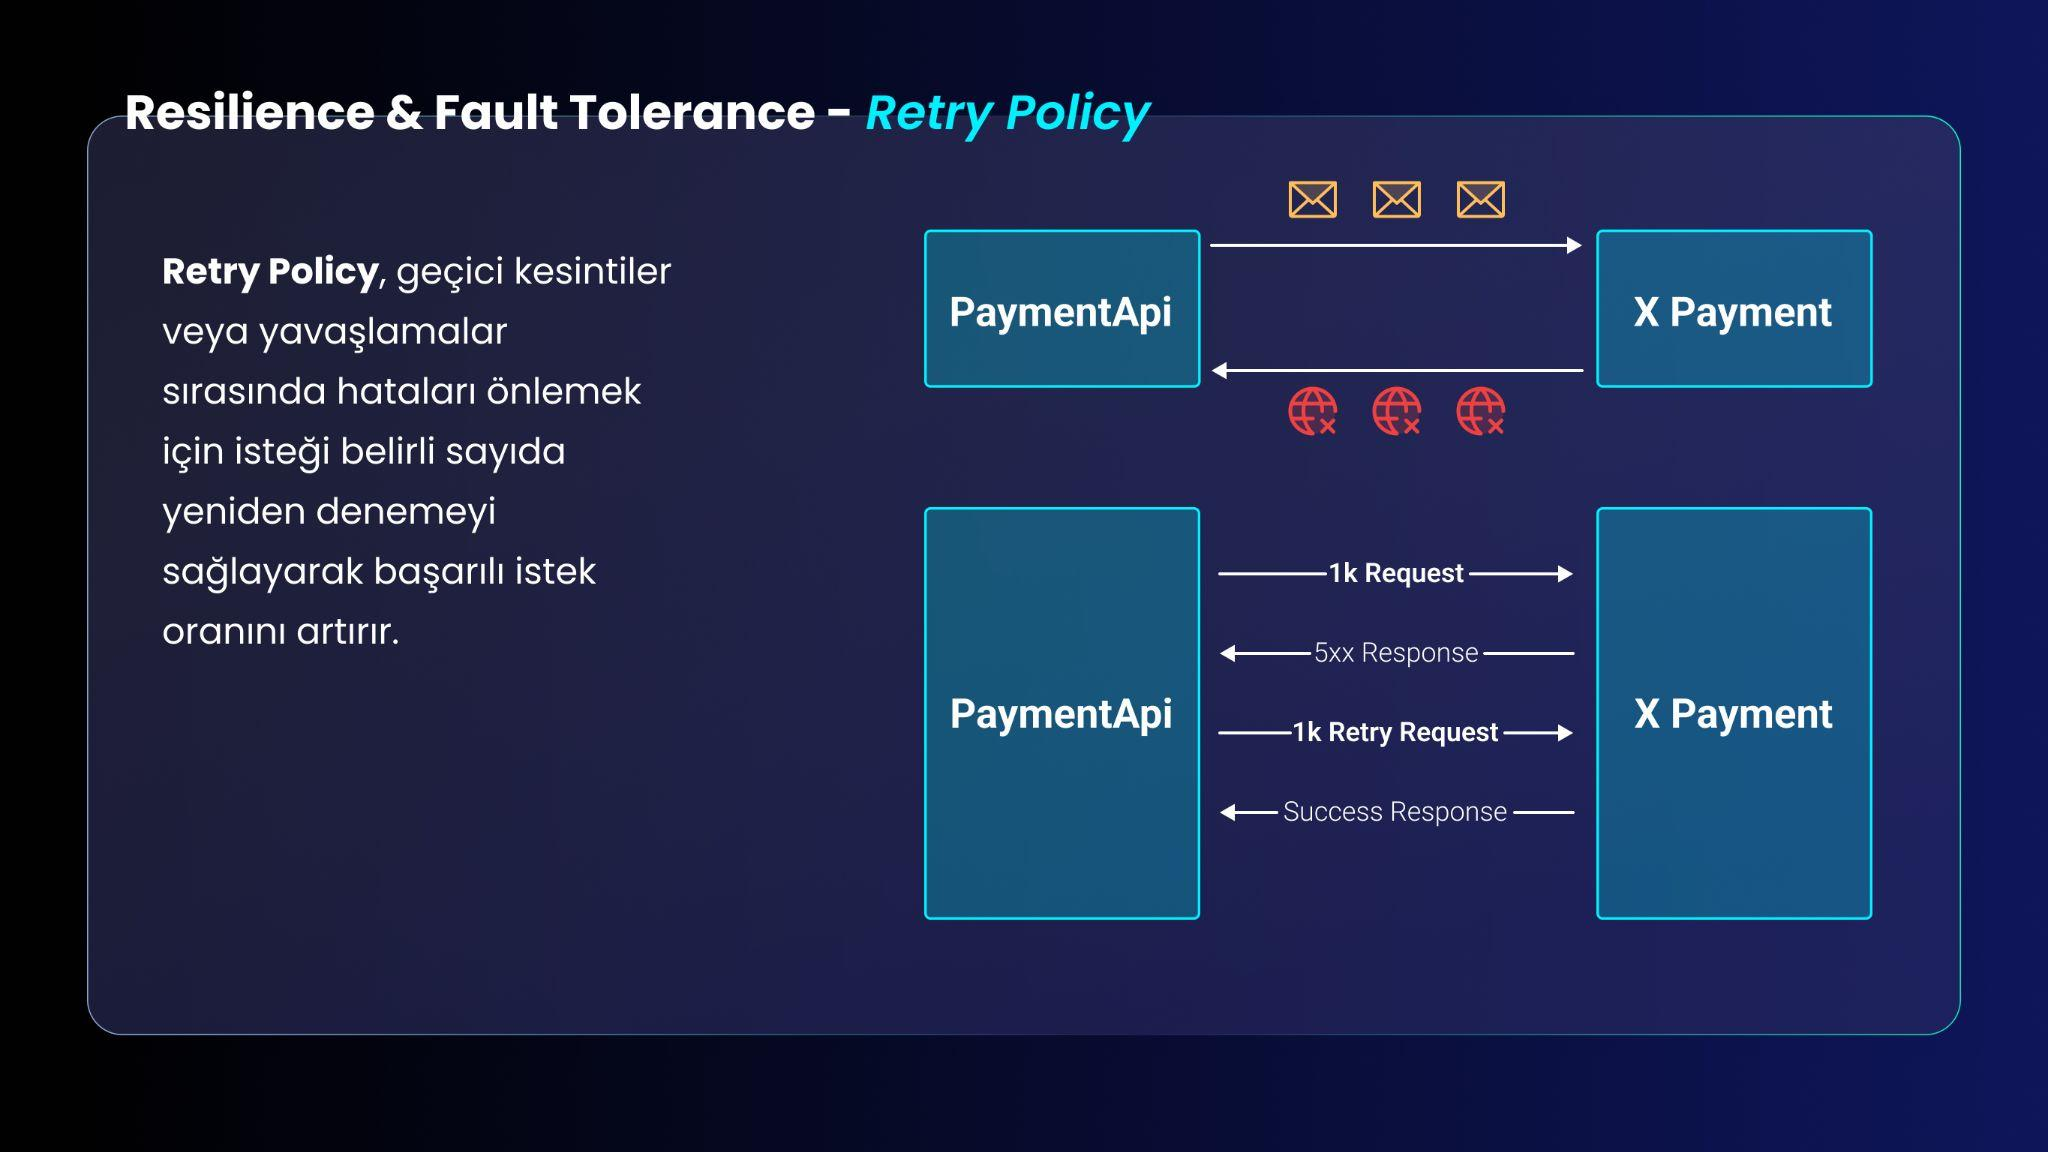 Resilience & Fault Tolerance - Retry Policy
Retry Policy, geçici kesintiler
veya yavaşlamalar
sırasında hataları önlemek
için isteği belirli sayıda
yeniden denemeyi
sağlayarak başarılı istek
oranını artırır.
PaymentApi
X Payment
PaymentApi
1k Request
5xx Response
1k Retry Request
Success Response
X Payment